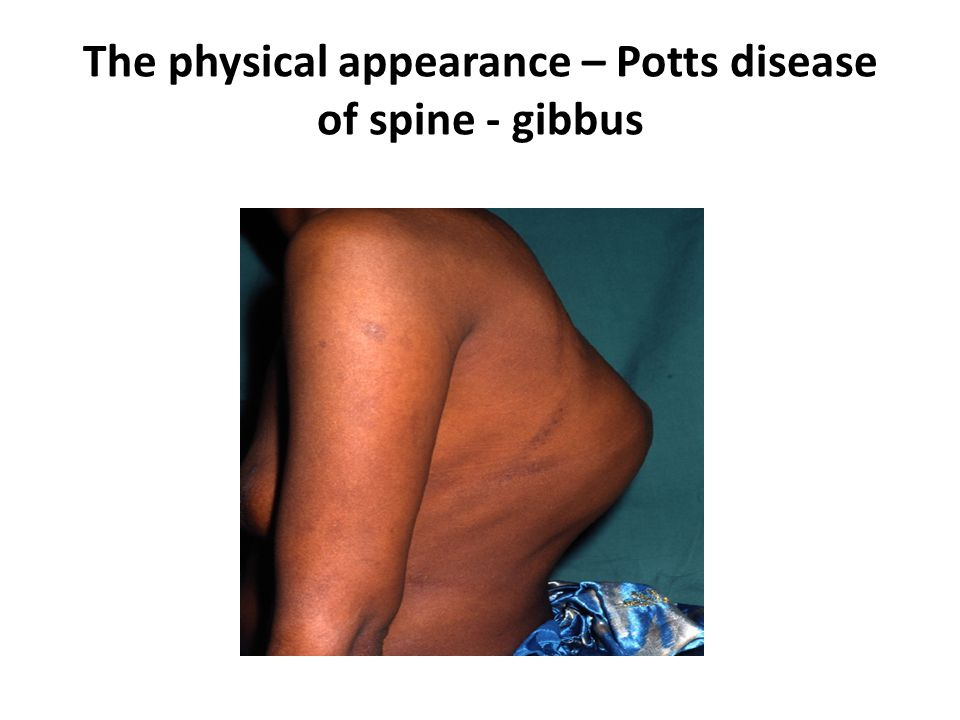 The physical appearance – Potts disease
of spine - gibbus